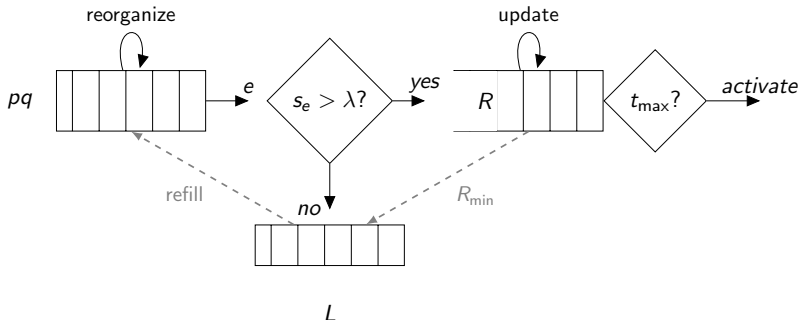 reorganize
update
pq
e
s_e > λ?
yes
R
t_max?
activate
refill
no
R_min
L